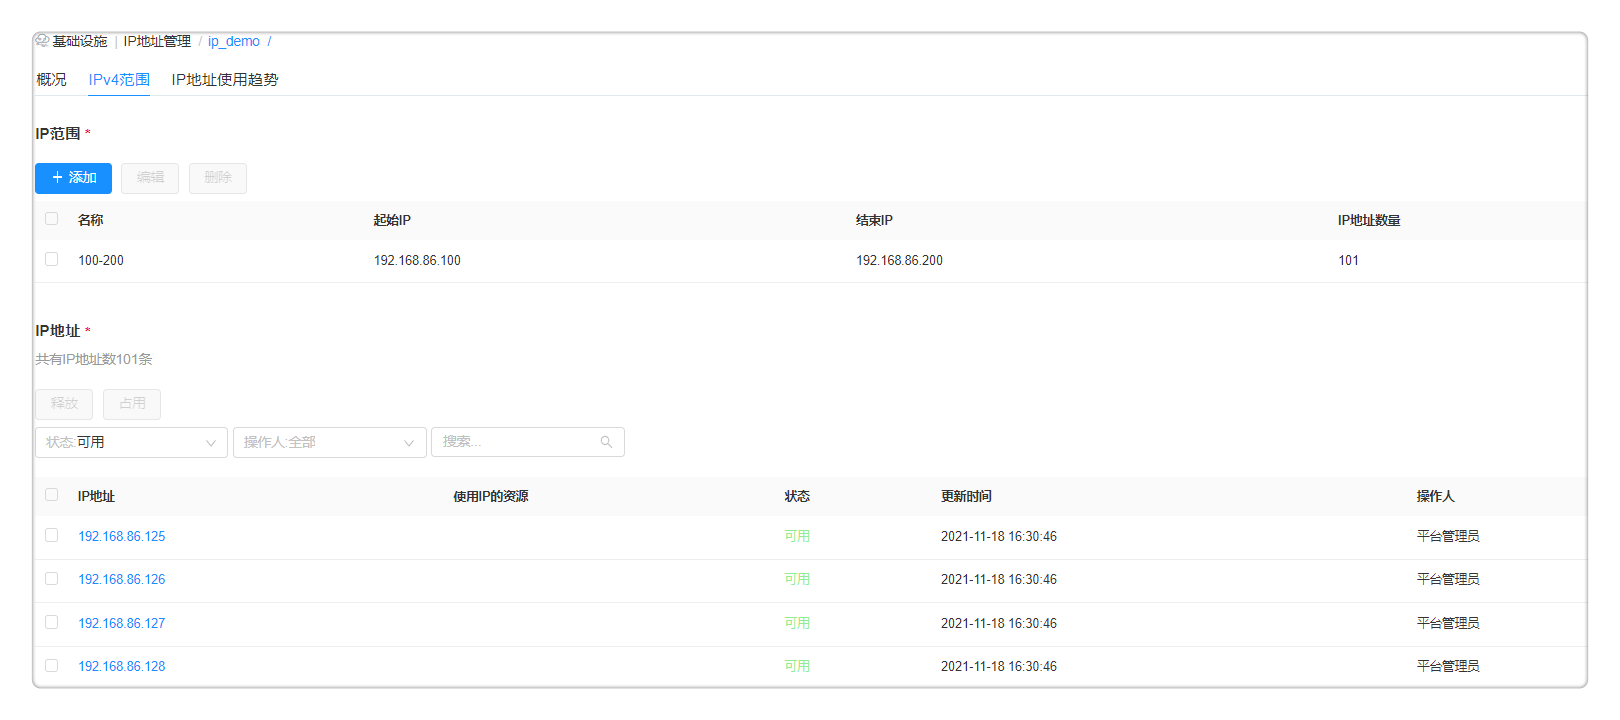 基础设施 | IP地址管理 / ip_demo /
概况 IPv4范围 IP地址使用趋势
IP范围 *
+ 添加 编辑 删除
名称 起始IP 结束IP IP地址数量
100-200 192.168.86.100 192.168.86.200 101
IP地址 *
共有IP地址数101条
释放 占用
状态:可用 操作人:全部 搜索...
IP地址 使用IP的资源 状态 更新时间 操作人
192.168.86.125 可用 2021-11-18 16:30:46 平台管理员
192.168.86.126 可用 2021-11-18 16:30:46 平台管理员
192.168.86.127 可用 2021-11-18 16:30:46 平台管理员
192.168.86.128 可用 2021-11-18 16:30:46 平台管理员